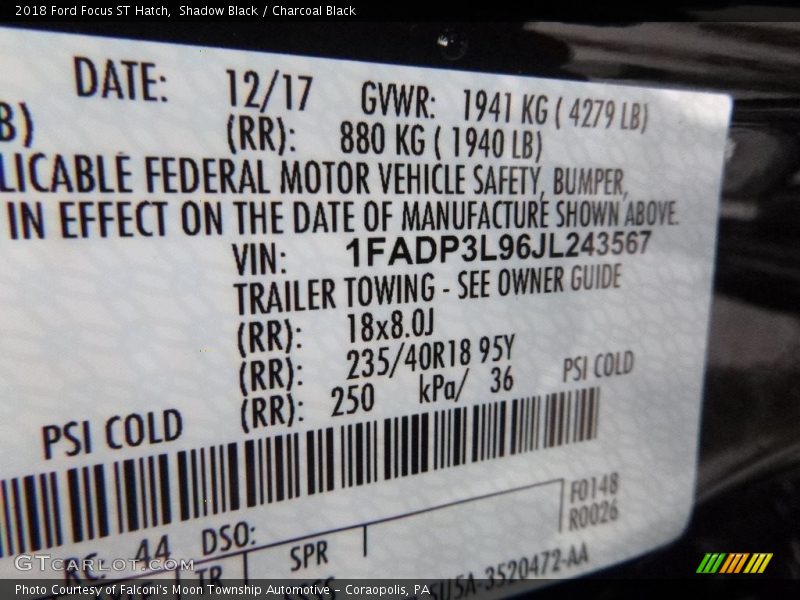 2018 Ford Focus ST Hatch, Shadow Black / Charcoal Black
DATE: 12/17 GVWR: 1941 KG ( 4279 LB)
B) (RR): 880 KG ( 1940 LB)
LICABLE FEDERAL MOTOR VEHICLE SAFETY, BUMPER,
IN EFFECT ON THE DATE OF MANUFACTURE SHOWN ABOVE.
VIN: 1FADP3L96JL243567
TRAILER TOWING - SEE OWNER GUIDE
(RR): 18x8.0J
(RR): 235/40R18 95Y
PSI COLD (RR): 250 kPa/ 36 PSI COLD
F0148
R0026
RC: 44 DSO:
TR SPR
5U5A-3520472-AA
GTcarlot.com
Photo Courtesy of Falconi's Moon Township Automotive – Coraopolis, PA